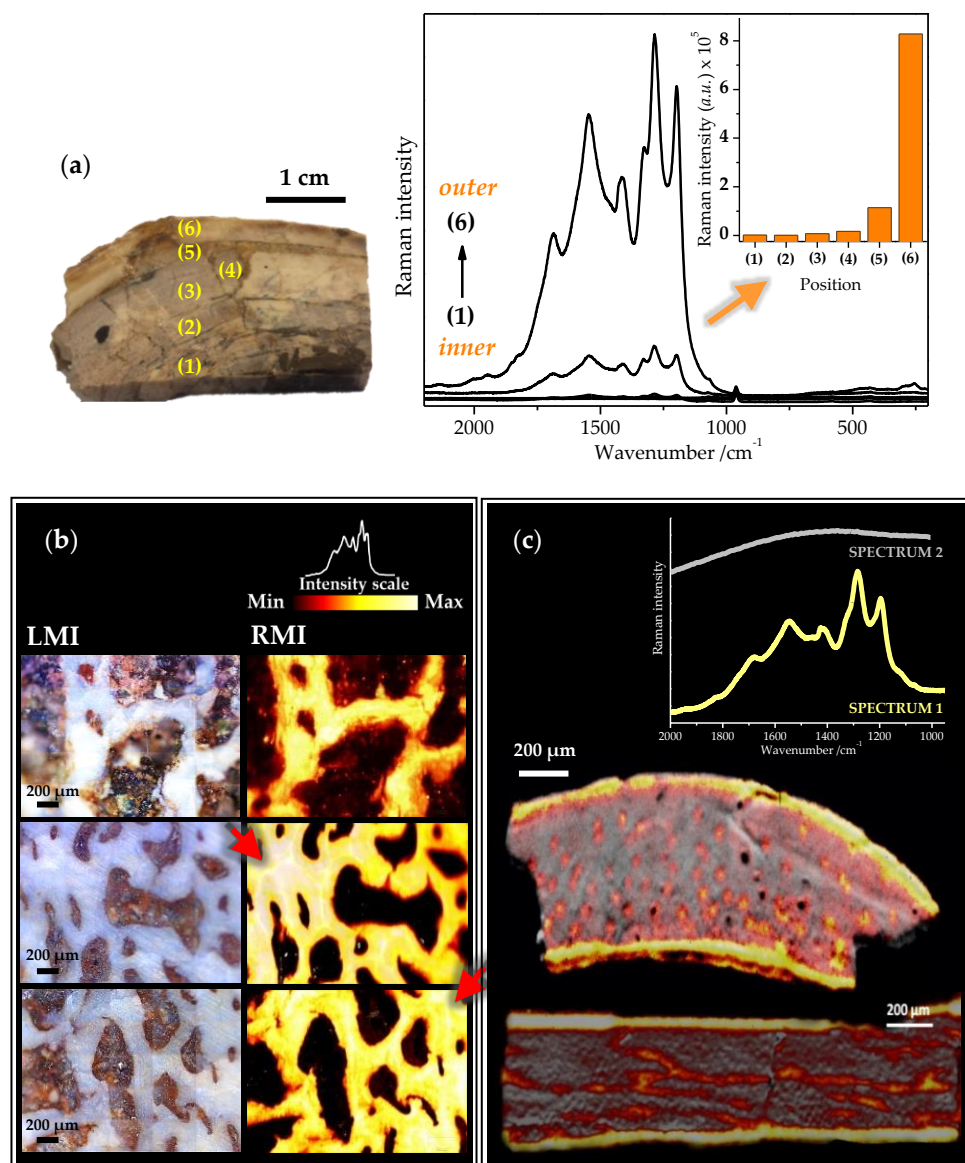 (a)
1 cm
(6)
(5)
(4)
(3)
(2)
(1)
Raman intensity
outer
(6)
(1)
inner
2000 1500 1000 500
Wavenumber /cm-1
Raman intensity (a.u.) x 10^5
8
6
4
2
0
(1) (2) (3) (4) (5) (6)
Position
(b)
Intensity scale
Min Max
LMI RMI
200 µm
200 µm
200 µm
(c)
SPECTRUM 2
Raman intensity
SPECTRUM 1
2000 1800 1600 1400 1200 1000
Wavenumber /cm-1
200 µm
200 µm